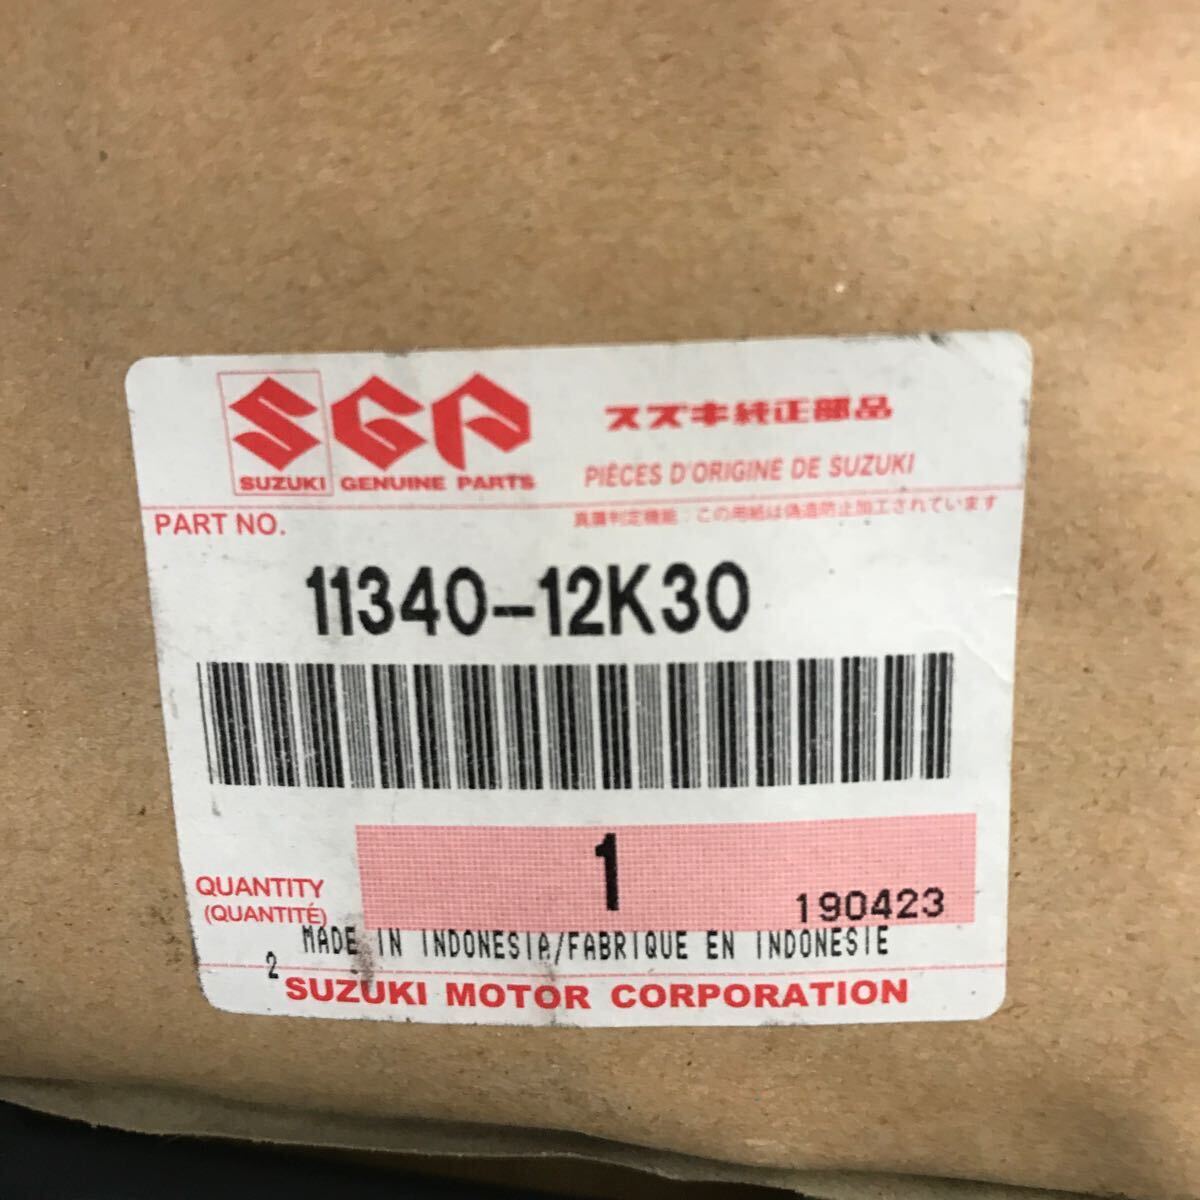 SGP
SUZUKI GENUINE PARTS
スズキ純正部品
PIÈCES D'ORIGINE DE SUZUKI
PART NO.
真贋判定機能:この用紙は偽造防止加工されています
11340-12K30
1
QUANTITY
(QUANTITÉ)
190423
MADE IN INDONESIA/FABRIQUE EN INDONESIE
2
SUZUKI MOTOR CORPORATION